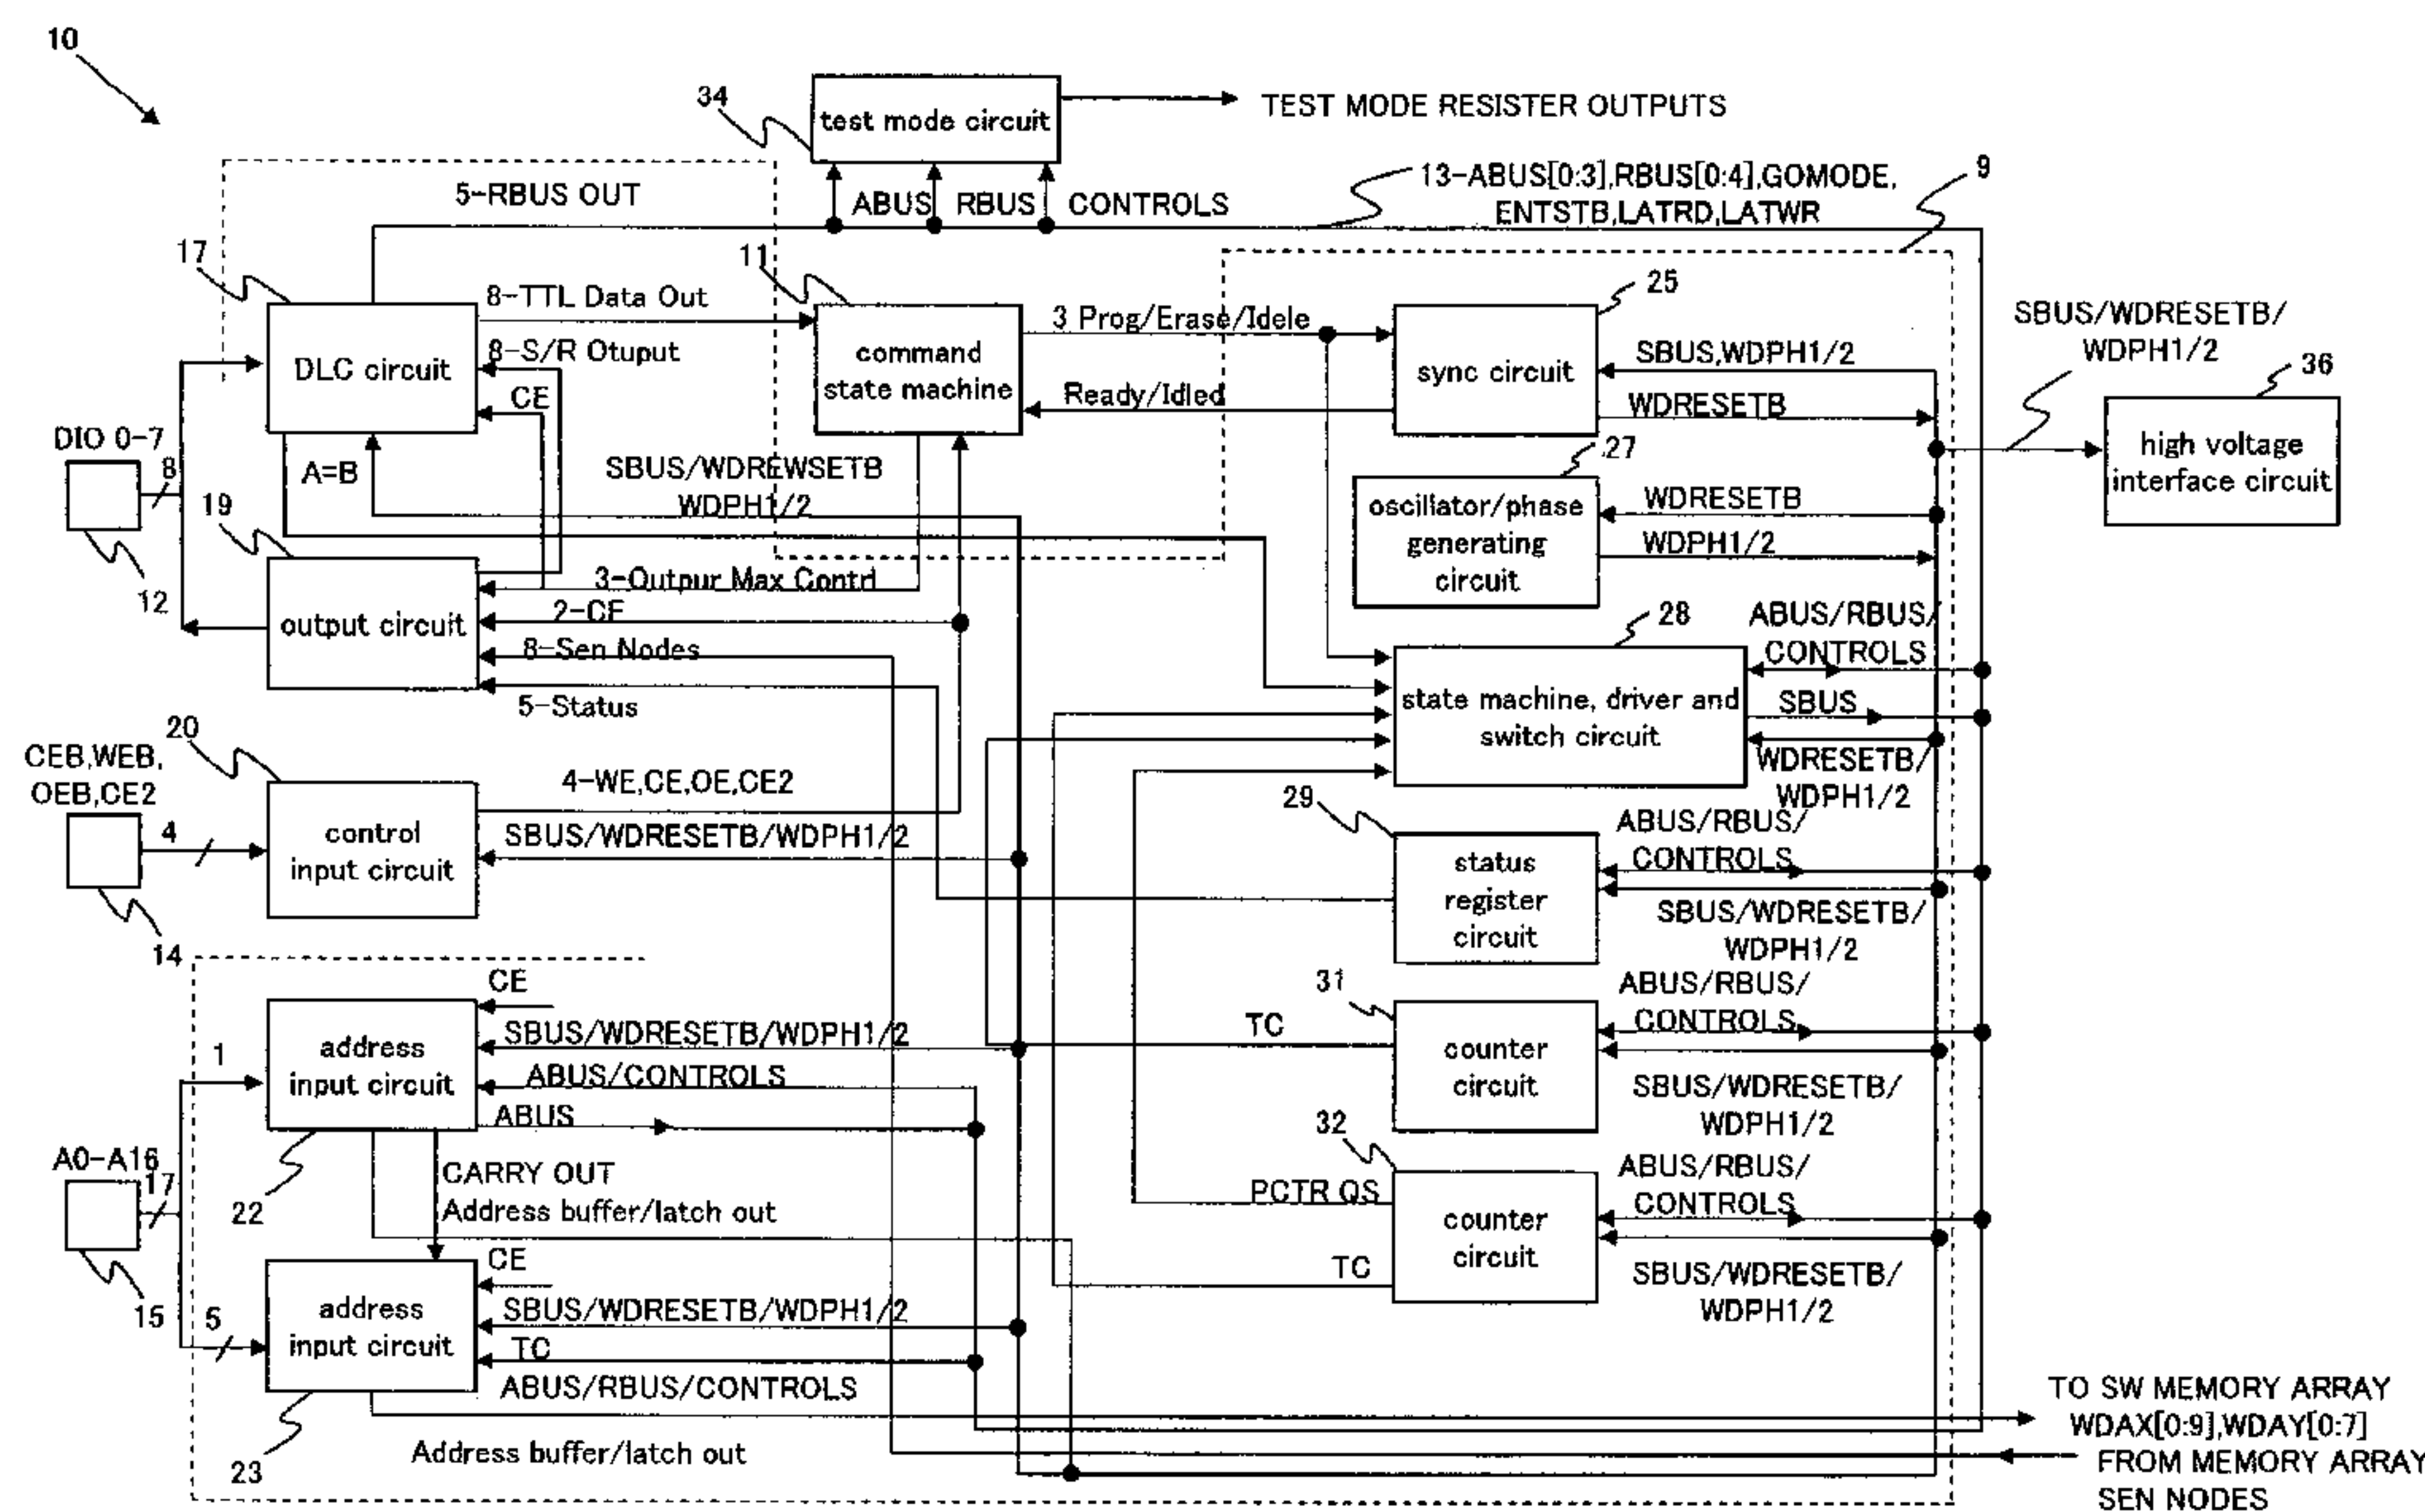 10
34
test mode circuit
TEST MODE RESISTER OUTPUTS
5-RBUS OUT
ABUS
RBUS
CONTROLS
13-ABUS[0:3],RBUS[0:4],GOMODE,
ENTSTB,LATRD,LATWR
9
17
DLC circuit
8-TTL Data Out
8-S/R Otuput
CE
A=B
11
command
state machine
3 Prog/Erase/Idele
Ready/Idled
25
sync circuit
SBUS,WDPH1/2
WDRESETB
SBUS/WDRESETB/
WDPH1/2
36
high voltage
interface circuit
DIO 0-7
8
12
SBUS/WDREWSETB
WDPH1/2
27
oscillator/phase
generating
circuit
WDRESETB
WDPH1/2
19
output circuit
3-Outpur Max Contrl
2-CE
8-Sen Nodes
5-Status
28
state machine, driver and
switch circuit
ABUS/RBUS/
CONTROLS
SBUS
WDRESETB/
WDPH1/2
CEB,WEB,
OEB,CE2
4
14
20
control
input circuit
4-WE,CE,OE,CE2
SBUS/WDRESETB/WDPH1/2
29
status
register
circuit
ABUS/RBUS/
CONTROLS
SBUS/WDRESETB/
WDPH1/2
1
address
input circuit
22
CE
SBUS/WDRESETB/WDPH1/2
ABUS/CONTROLS
ABUS
31
TC
counter
circuit
ABUS/RBUS/
CONTROLS
SBUS/WDRESETB/
WDPH1/2
A0-A16
17
15
CARRY OUT
Address buffer/latch out
32
PCTR QS
TC
counter
circuit
ABUS/RBUS/
CONTROLS
SBUS/WDRESETB/
WDPH1/2
5
address
input circuit
23
CE
SBUS/WDRESETB/WDPH1/2
TC
ABUS/RBUS/CONTROLS
Address buffer/latch out
TO SW MEMORY ARRAY
WDAX[0:9],WDAY[0:7]
FROM MEMORY ARRAY
SEN NODES